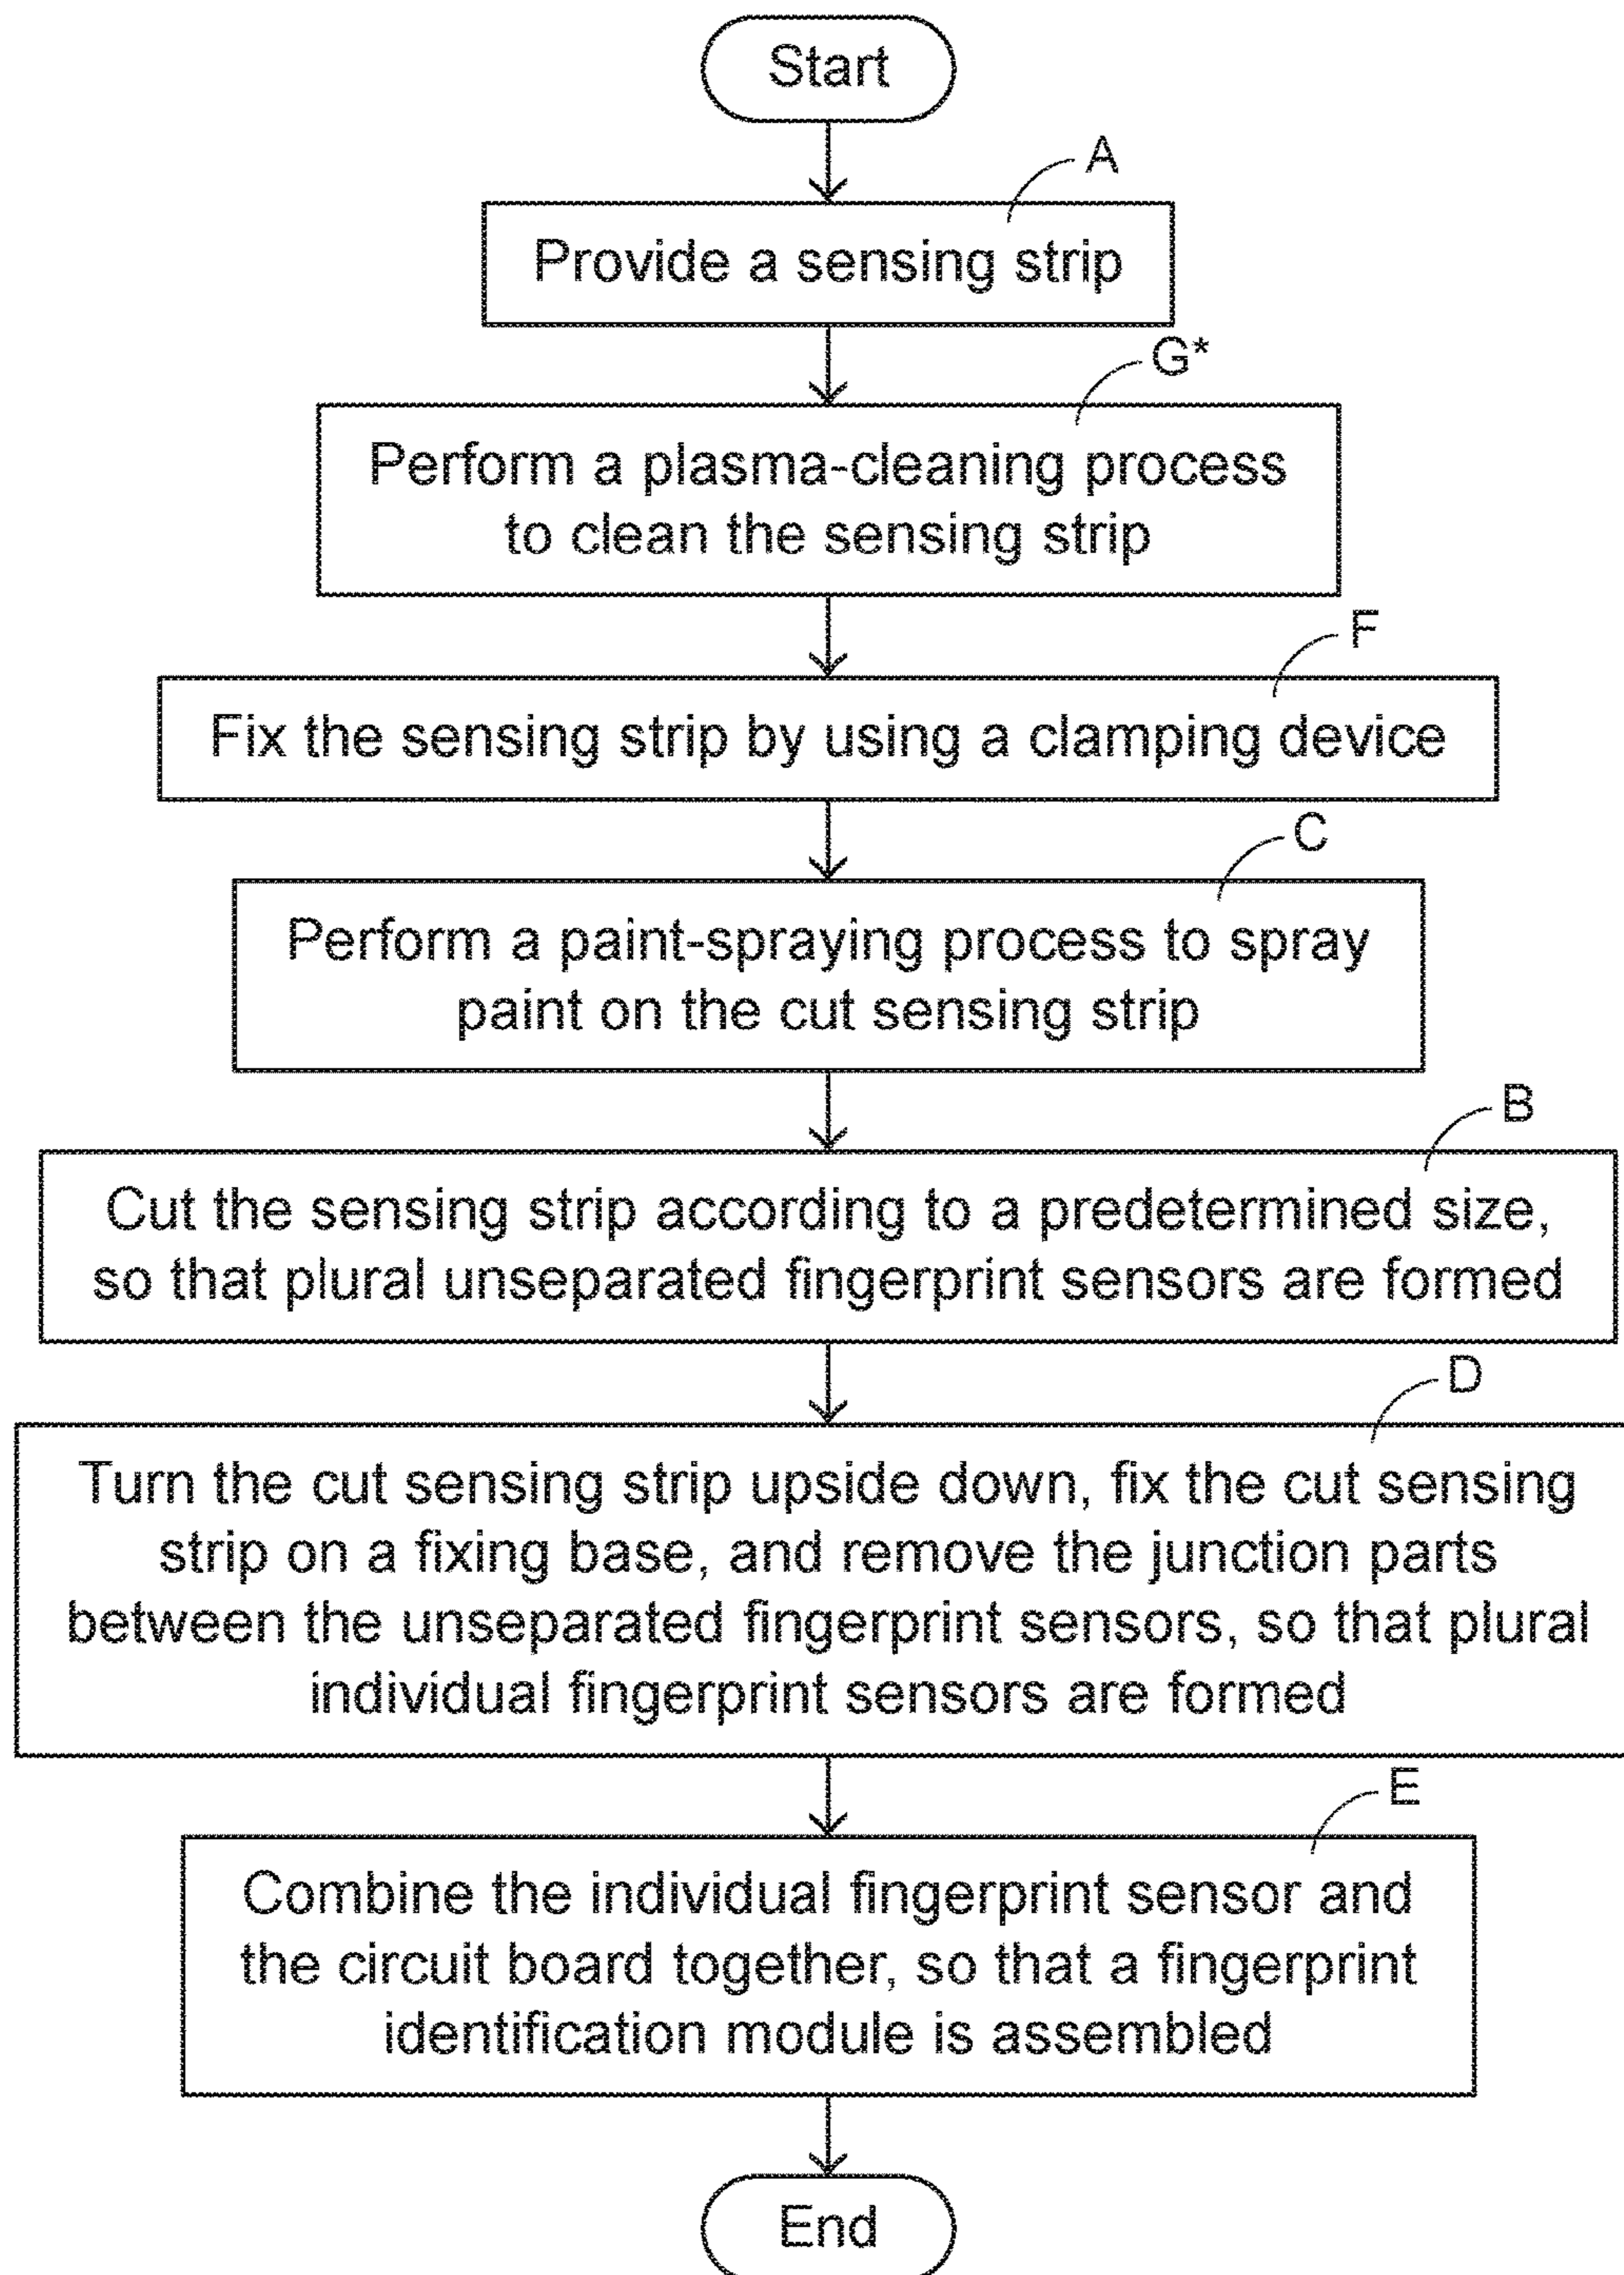 Start
A
Provide a sensing strip
G*
Perform a plasma-cleaning process
to clean the sensing strip
F
Fix the sensing strip by using a clamping device
C
Perform a paint-spraying process to spray
paint on the cut sensing strip
B
Cut the sensing strip according to a predetermined size,
so that plural unseparated fingerprint sensors are formed
D
Turn the cut sensing strip upside down, fix the cut sensing
strip on a fixing base, and remove the junction parts
between the unseparated fingerprint sensors, so that plural
individual fingerprint sensors are formed
E
Combine the individual fingerprint sensor and
the circuit board together, so that a fingerprint
identification module is assembled
End